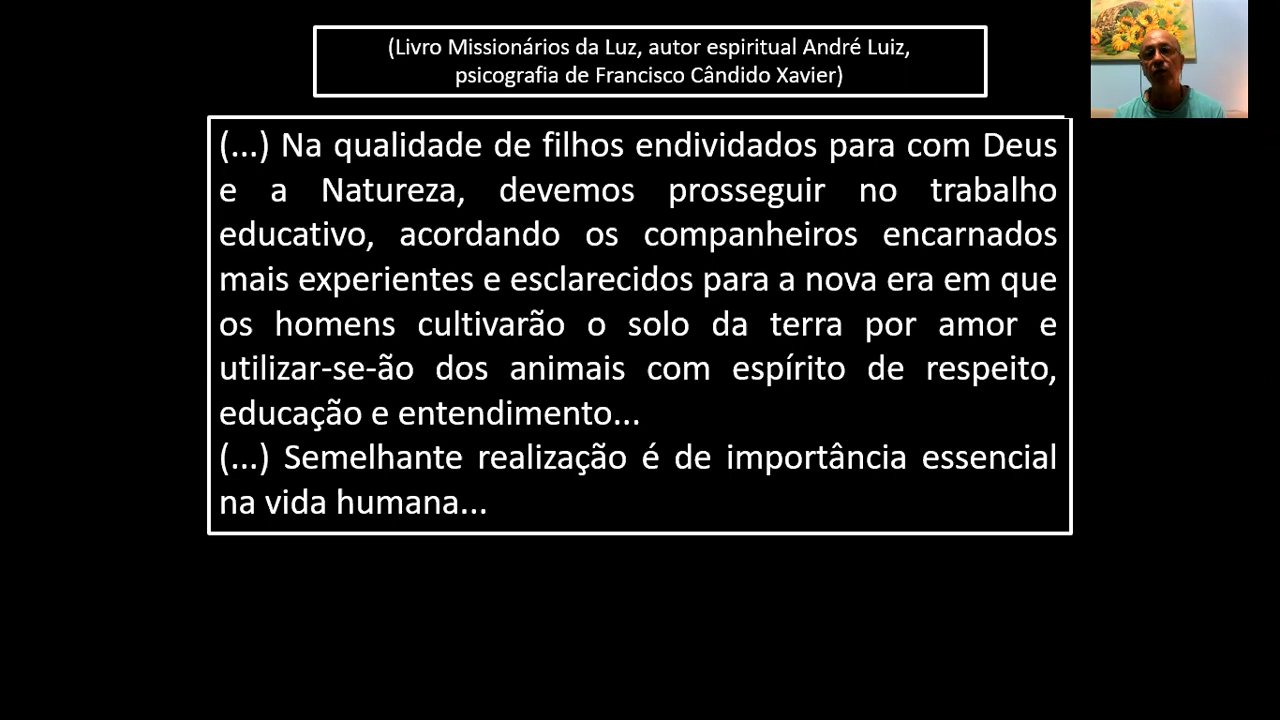 (Livro Missionários da Luz, autor espiritual André Luiz,
psicografia de Francisco Cândido Xavier)
(...) Na qualidade de filhos endividados para com Deus
e a Natureza, devemos prosseguir no trabalho
educativo, acordando os companheiros encarnados
mais experientes e esclarecidos para a nova era em que
os homens cultivarão o solo da terra por amor e
utilizar-se-ão dos animais com espírito de respeito,
educação e entendimento...
(...) Semelhante realização é de importância essencial
na vida humana...